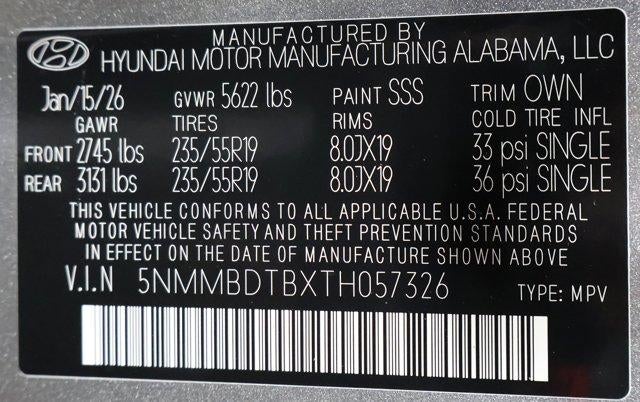 MANUFACTURED BY
HYUNDAI MOTOR MANUFACTURING ALABAMA, LLC
Jan/15/26 GVWR 5622 lbs PAINT SSS TRIM OWN
GAWR TIRES RIMS COLD TIRE INFL
FRONT 2745 lbs 235/55R19 8.0JX19 33 psi SINGLE
REAR 3131 lbs 235/55R19 8.0JX19 36 psi SINGLE
THIS VEHICLE CONFORMS TO ALL APPLICABLE U.S.A. FEDERAL
MOTOR VEHICLE SAFETY AND THEFT PREVENTION STANDARDS
IN EFFECT ON THE DATE OF MANUFACTURE SHOWN ABOVE
V.I.N 5NMMBDTBXTH057326 TYPE: MPV